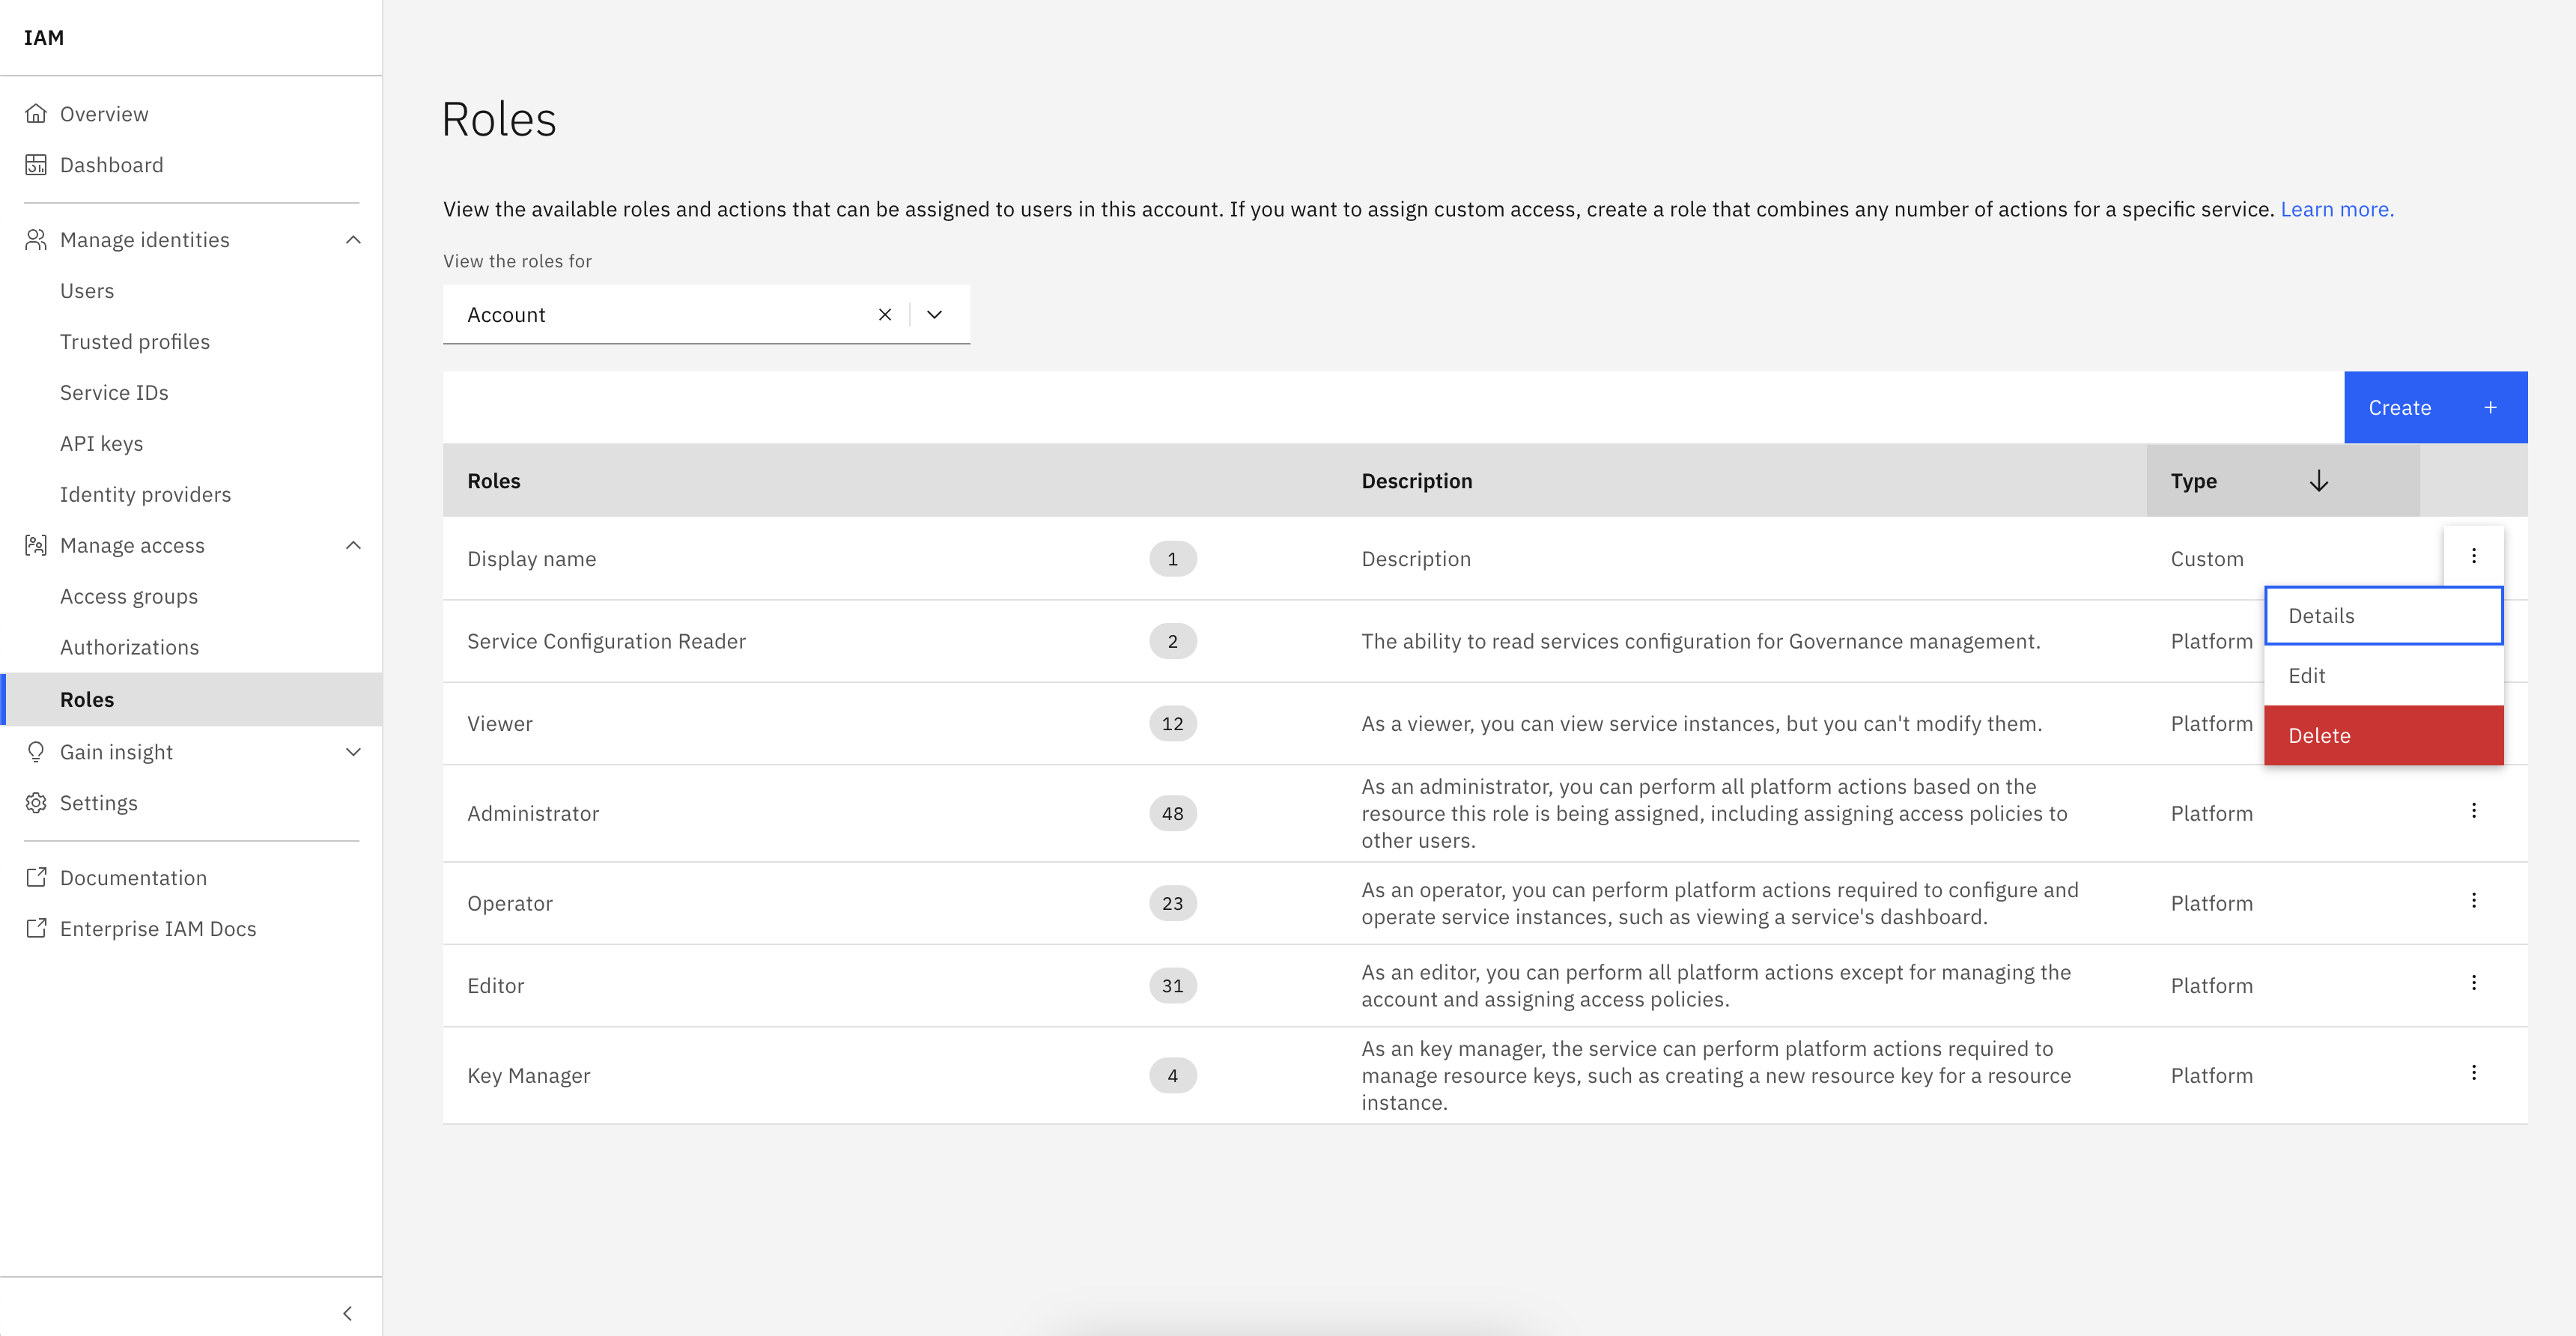 IAM
Overview
Dashboard
Manage identities
Users
Trusted profiles
Service IDs
API keys
Identity providers
Manage access
Access groups
Authorizations
Roles
Gain insight
Settings
Documentation
Enterprise IAM Docs
Roles
View the available roles and actions that can be assigned to users in this account. If you want to assign custom access, create a role that combines any number of actions for a specific service. Learn more.
View the roles for
Account
Create +
Roles Description Type
Display name 1 Description Custom
Service Configuration Reader 2 The ability to read services configuration for Governance management. Platform
Viewer 12 As a viewer, you can view service instances, but you can't modify them. Platform
Details
Edit
Delete
As an administrator, you can perform all platform actions based on the
Administrator 48 resource this role is being assigned, including assigning access policies to Platform
other users.
Operator 23 As an operator, you can perform platform actions required to configure and Platform
operate service instances, such as viewing a service's dashboard.
Editor 31 As an editor, you can perform all platform actions except for managing the Platform
account and assigning access policies.
As an key manager, the service can perform platform actions required to
Key Manager 4 manage resource keys, such as creating a new resource key for a resource Platform
instance.